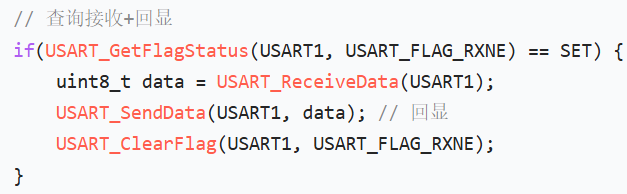 // 查询接收+回显
if(USART_GetFlagStatus(USART1, USART_FLAG_RXNE) == SET) {
    uint8_t data = USART_ReceiveData(USART1);
    USART_SendData(USART1, data); // 回显
    USART_ClearFlag(USART1, USART_FLAG_RXNE);
}